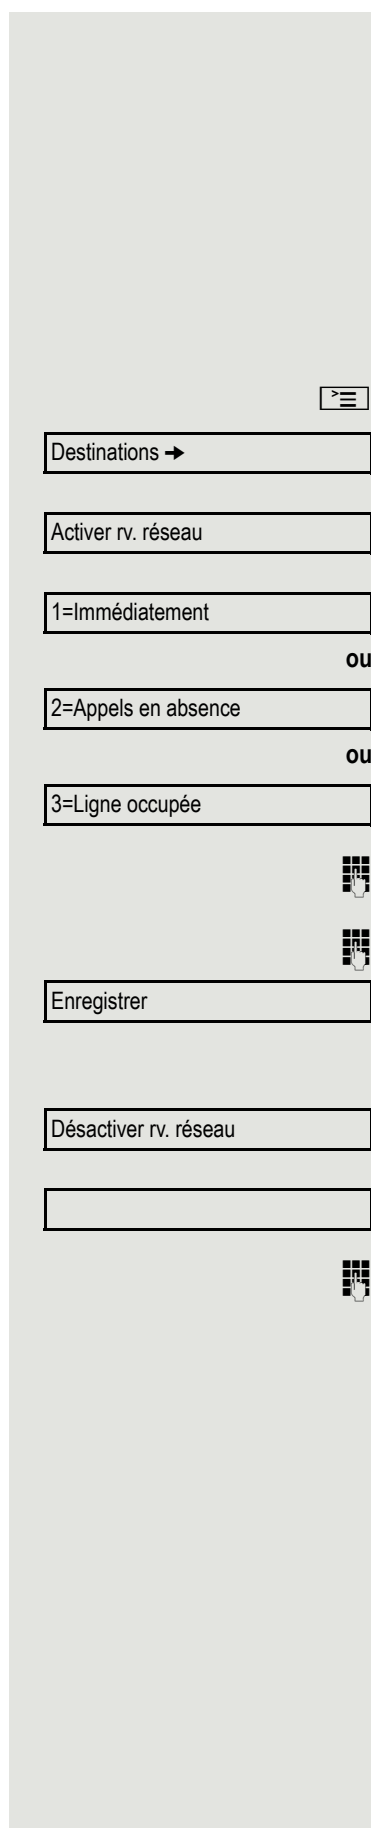 Destinations →
Activer rv. réseau
1=Immédiatement
ou
2=Appels en absence
ou
3=Ligne occupée
Enregistrer
Désactiver rv. réseau